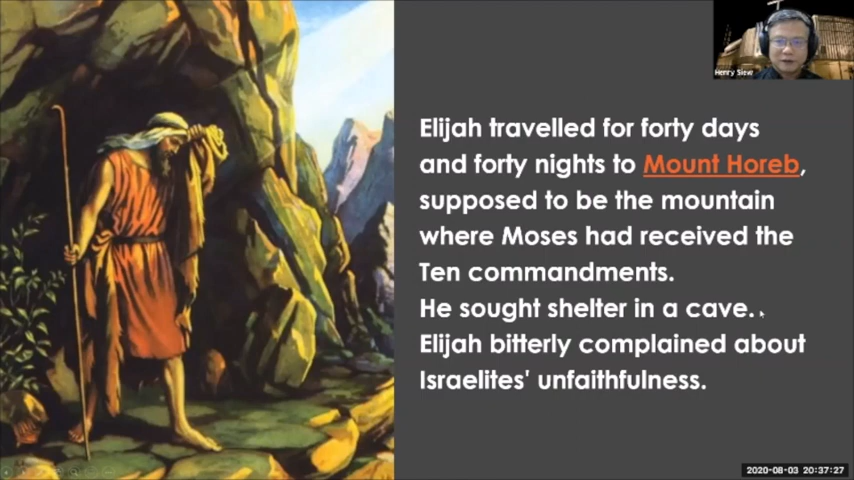 Henry Siew
Elijah travelled for forty days
and forty nights to Mount Horeb,
supposed to be the mountain
where Moses had received the
Ten commandments.
He sought shelter in a cave.
Elijah bitterly complained about
Israelites' unfaithfulness.
2020-08-03 20:37:27